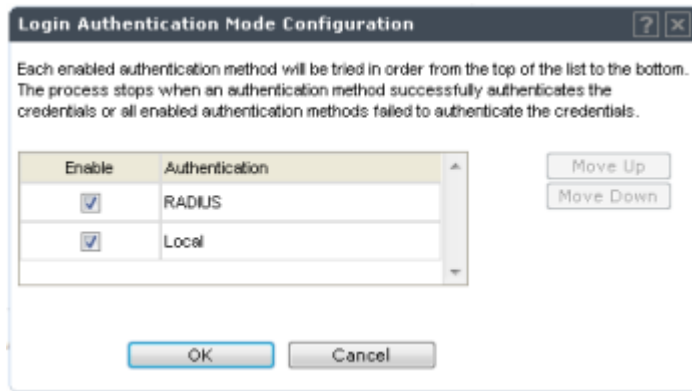 Login Authentication Mode Configuration
?
×
Each enabled authentication method will be tried in order from the top of the list to the bottom.
The process stops when an authentication method successfully authenticates the
credentials or all enabled authentication methods failed to authenticate the credentials.
Enable Authentication
RADIUS
Local
Move Up
Move Down
OK Cancel